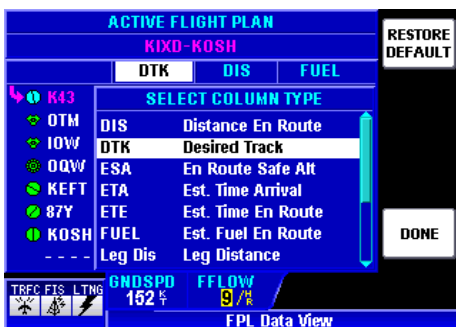 ACTIVE FLIGHT PLAN
KIXD-KOSH
RESTORE
DEFAULT
DTK DIS FUEL
SELECT COLUMN TYPE
K43
OTM
IOW
OQW
KEFT
87Y
KOSH
----
DIS Distance En Route
DTK Desired Track
ESA En Route Safe Alt
ETA Est. Time Arrival
ETE Est. Time En Route
FUEL Est. Fuel En Route
Leg Dis Leg Distance
DONE
TRFC FIS LTNG
GNDSPD
152 KT
FFLOW
9/HR
FPL Data View